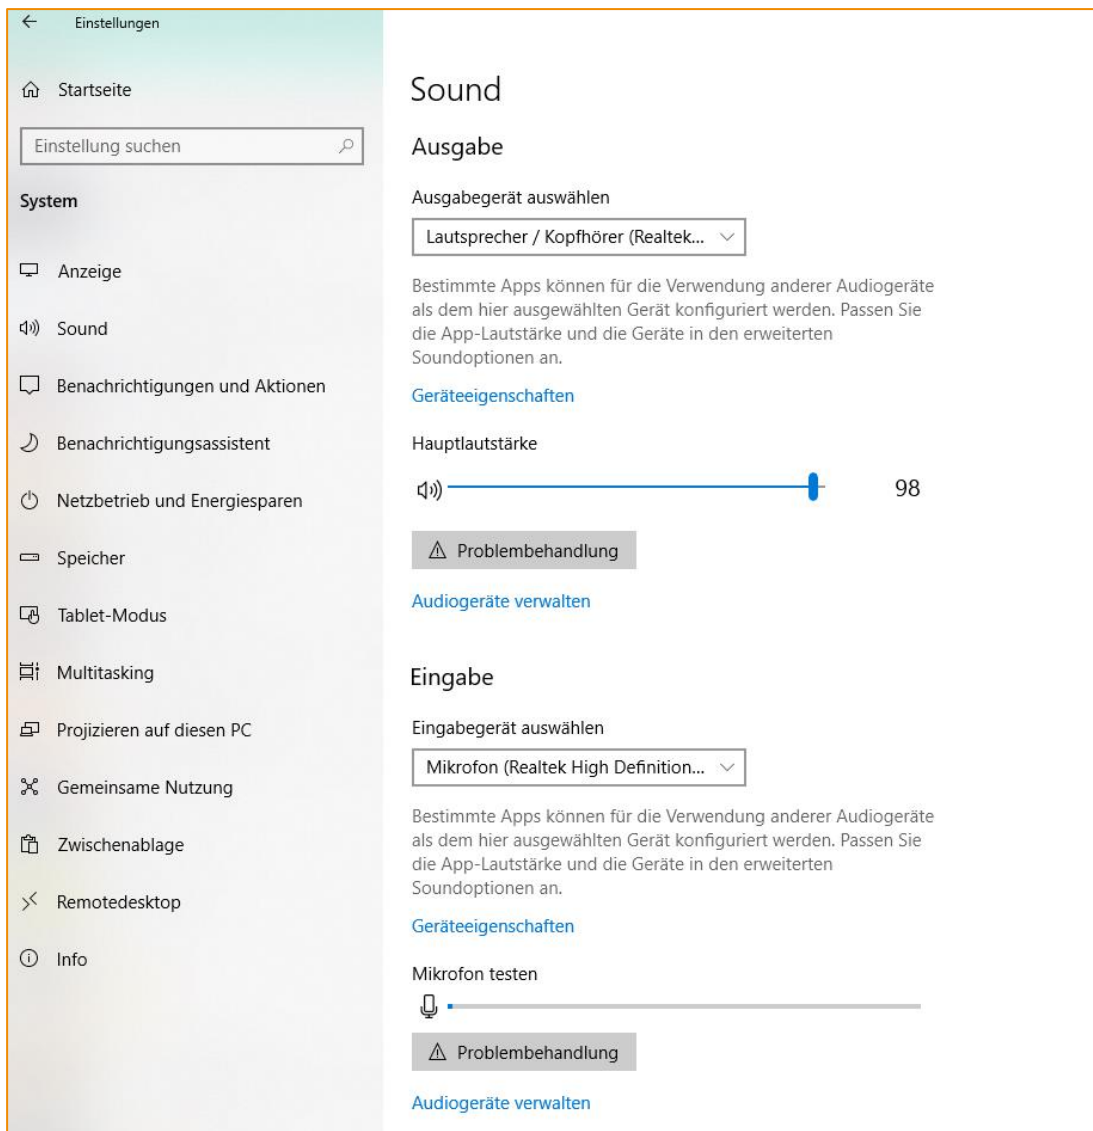 Einstellungen
Startseite
Einstellung suchen
System
Anzeige
Sound
Benachrichtigungen und Aktionen
Benachrichtigungsassistent
Netzbetrieb und Energiesparen
Speicher
Tablet-Modus
Multitasking
Projizieren auf diesen PC
Gemeinsame Nutzung
Zwischenablage
Remotedesktop
Info
Sound
Ausgabe
Ausgabegerät auswählen
Lautsprecher / Kopfhörer (Realtek...
Bestimmte Apps können für die Verwendung anderer Audiogeräte
als dem hier ausgewählten Gerät konfiguriert werden. Passen Sie
die App-Lautstärke und die Geräte in den erweiterten
Soundoptionen an.
Geräteeigenschaften
Hauptlautstärke
98
Problembehandlung
Audiogeräte verwalten
Eingabe
Eingabegerät auswählen
Mikrofon (Realtek High Definition...
Bestimmte Apps können für die Verwendung anderer Audiogeräte
als dem hier ausgewählten Gerät konfiguriert werden. Passen Sie
die App-Lautstärke und die Geräte in den erweiterten
Soundoptionen an.
Geräteeigenschaften
Mikrofon testen
Problembehandlung
Audiogeräte verwalten